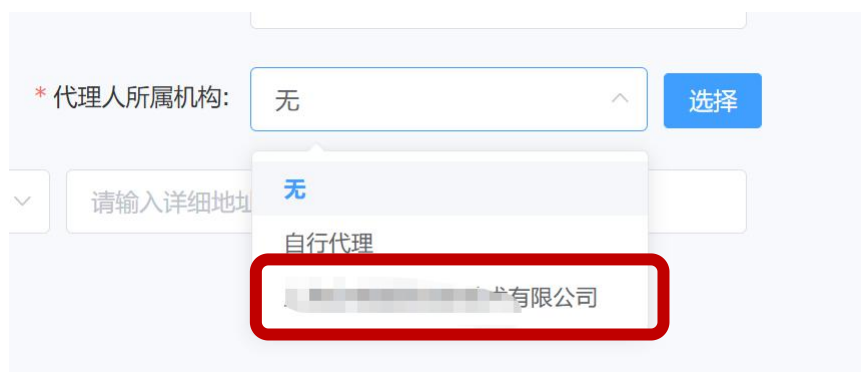 * 代理人所属机构:
无
选择
请输入详细地
无
自行代理
有限公司